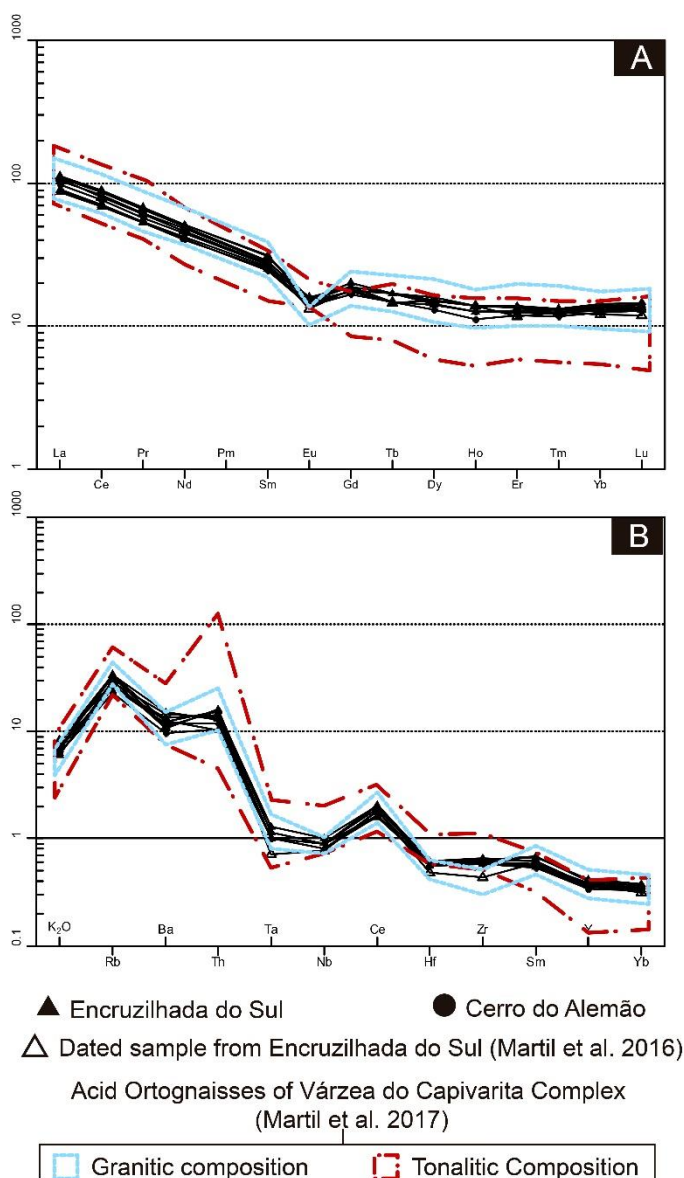 A
1000
100
10
1
La Pr Pm Eu Tb Ho Tm Lu
Ce Nd Sm Gd Dy Er Yb
B
1000
100
10
1
0.1
K₂O Ba Ta Ce Zr Y
Rb Th Nb Hf Sm Yb
Encruzilhada do Sul Cerro do Alemão
Dated sample from Encruzilhada do Sul (Martil et al. 2016)
Acid Ortognaisses of Várzea do Capivarita Complex
(Martil et al. 2017)
Granitic composition Tonalitic Composition